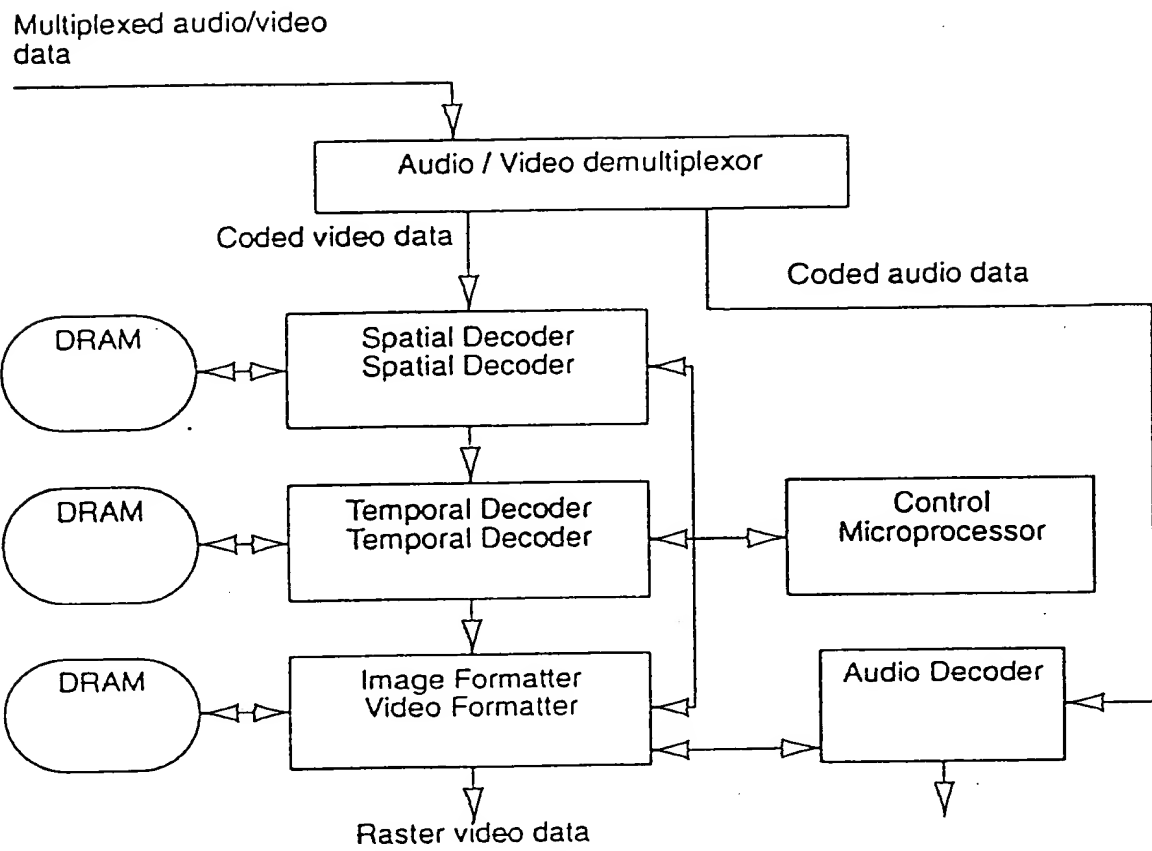 Multiplexed audio/video
data
Audio / Video demultiplexor
Coded video data
Coded audio data
DRAM
Spatial Decoder
Spatial Decoder
DRAM
Temporal Decoder
Temporal Decoder
Control
Microprocessor
DRAM
Image Formatter
Video Formatter
Audio Decoder
Raster video data